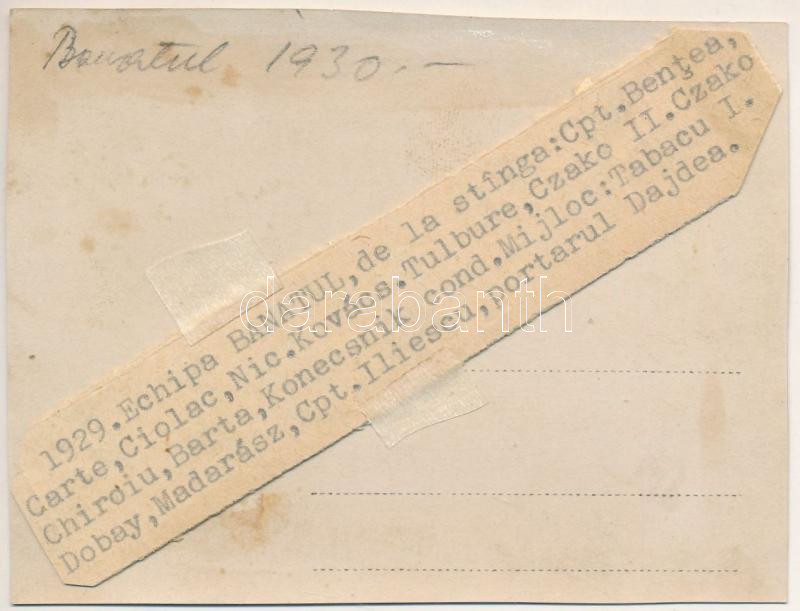 Banatul 1930.-
1929.Echipa BANATUL,de la stînga:Cpt.Benţea,
Carte,Ciolac,Nic.Kovács.Tulbure,Czako II.Czako
Chiroiu,Barta,Konecsnik cond.Mijloc:Tabacu I.
Dobay,Madarász,Cpt.Iliescu,portarul Dajdea.
darabanth